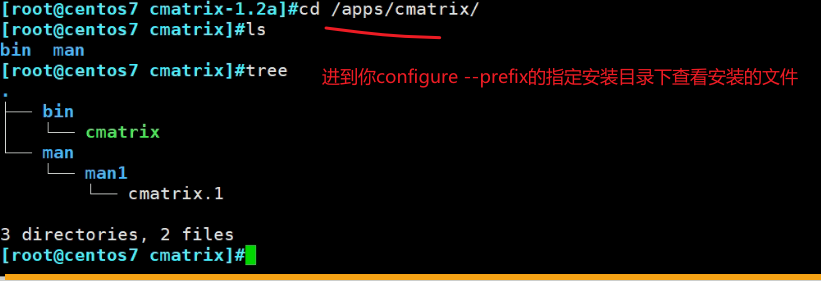 [root@centos7 cmatrix-1.2a]#cd /apps/cmatrix/
[root@centos7 cmatrix]#ls
bin  man
[root@centos7 cmatrix]#tree 进到你configure --prefix的指定安装目录下查看安装的文件
.
├── bin
│   └── cmatrix
└── man
    └── man1
        └── cmatrix.1
3 directories, 2 files
[root@centos7 cmatrix]#